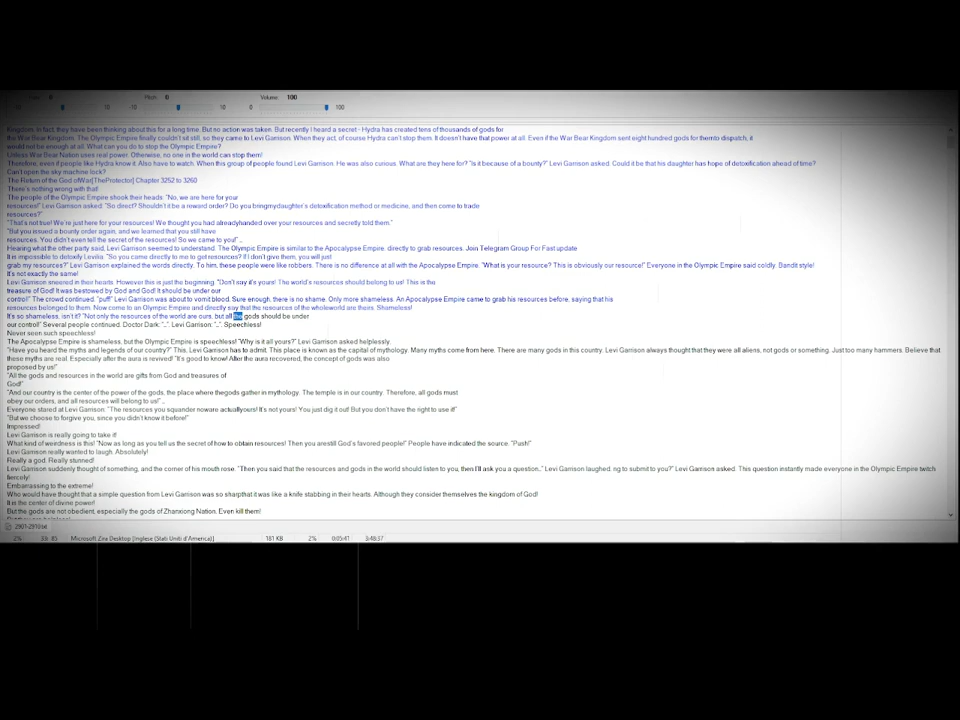 Pitch: 0 Volume: 100
10 -10 10 0 100
Kingdom. In fact, they have been thinking about this for a long time. But no action was taken. But recently I heard a secret - Hydra has created tens of thousands of gods for
the War Bear Kingdom. The Olympic Empire finally couldn't sit still, so they came to Levi Garrison. When they act, of course Hydra can't stop them. It doesn't have that power at all. Even if the War Bear Kingdom sent eight hundred gods for themto dispatch, it
would not be enough at all. What can you do to stop the Olympic Empire?
Unless War Bear Nation uses real power. Otherwise, no one in the world can stop them!
Therefore, even if people like Hydra know it. Also have to watch. When this group of people found Levi Garrison. He was also curious. What are they here for? "Is it because of a bounty?" Levi Garrison asked. Could it be that his daughter has hope of detoxification ahead of time?
Can't open the sky machine lock?
The Return of the God ofWar[TheProtector] Chapter 3252 to 3260
There's nothing wrong with that!
The people of the Olympic Empire shook their heads: "No, we are here for your
resources!" Levi Garrison asked: "So direct? Shouldn't it be a reward order? Do you bringmydaughter's detoxification method or medicine, and then come to trade
resources?"
"That's not true! We're just here for your resources! We thought you had alreadyhanded over your resources and secretly told them."
"But you issued a bounty order again, and we learned that you still have
resources. You didn't even tell the secret of the resources! So we came to you!" ,
Hearing what the other party said, Levi Garrison seemed to understand. The Olympic Empire is similar to the Apocalypse Empire. directly to grab resources. Join Telegram Group For Fast update
It is impossible to detoxify Levilia. "So you came directly to me to get resources? If I don't give them, you will just
grab my resources?" Levi Garrison explained the words directly. To him, these people were like robbers. There is no difference at all with the Apocalypse Empire. "What is your resource? This is obviously our resource!" Everyone in the Olympic Empire said coldly. Bandit style!
It's not exactly the same!
Levi Garrison sneered in their hearts. However this is just the beginning. "Don't say it's yours! The world's resources should belong to us! This is the
treasure of God! It was bestowed by God and God! It should be under our
control!" The crowd continued. "puff!" Levi Garrison was about to vomit blood. Sure enough, there is no shame. Only more shameless. An Apocalypse Empire came to grab his resources before, saying that his
resources belonged to them. Now come to an Olympic Empire and directly say that the resources of the wholeworld are theirs. Shameless!
It's so shameless, isn't it? "Not only the resources of the world are ours, but all the gods should be under
our control!" Several people continued. Doctor Dark: "..". Levi Garrison: "..". Speechless!
Never seen such speechless!
The Apocalypse Empire is shameless, but the Olympic Empire is speechless! "Why is it all yours?" Levi Garrison asked helplessly.
"Have you heard the myths and legends of our country?" This, Levi Garrison has to admit. This place is known as the capital of mythology. Many myths come from here. There are many gods in this country. Levi Garrison always thought that they were all aliens, not gods or something. Just too many hammers. Believe that
these myths are real. Especially after the aura is revived! "It's good to know! After the aura recovered, the concept of gods was also
proposed by us!"
"All the gods and resources in the world are gifts from God and treasures of
God!"
"And our country is the center of the power of the gods, the place where thegods gather in mythology. The temple is in our country. Therefore, all gods must
obey our orders, and all resources will belong to us!" ,
Everyone stared at Levi Garrison: "The resources you squander noware actuallyours! It's not yours! You just dig it out! But you don't have the right to use it!"
"But we choose to forgive you, since you didn't know it before!"
Impressed!
Levi Garrison is really going to take it!
What kind of weirdness is this! "Now as long as you tell us the secret of how to obtain resources! Then you arestill God's favored people!" People have indicated the source. "Push!"
Levi Garrison really wanted to laugh. Absolutely!
Really a god. Really stunned!
Levi Garrison suddenly thought of something, and the corner of his mouth rose. "Then you said that the resources and gods in the world should listen to you, then I'll ask you a question.." Levi Garrison laughed. ng to submit to you?" Levi Garrison asked. This question instantly made everyone in the Olympic Empire twitch
fiercely!
Embarrassing to the extreme!
Who would have thought that a simple question from Levi Garrison was so sharpthat it was like a knife stabbing in their hearts. Although they consider themselves the kingdom of God!
It is the center of divine power!
But the gods are not obedient, especially the gods of Zhanxiong Nation. Even kill them!
2901-2916!se
2% 33: 85 Microsoft Zira Desktop [Inglese (Stati Uniti d'America)] 181 KB 2% 0:05:41 3:48:37